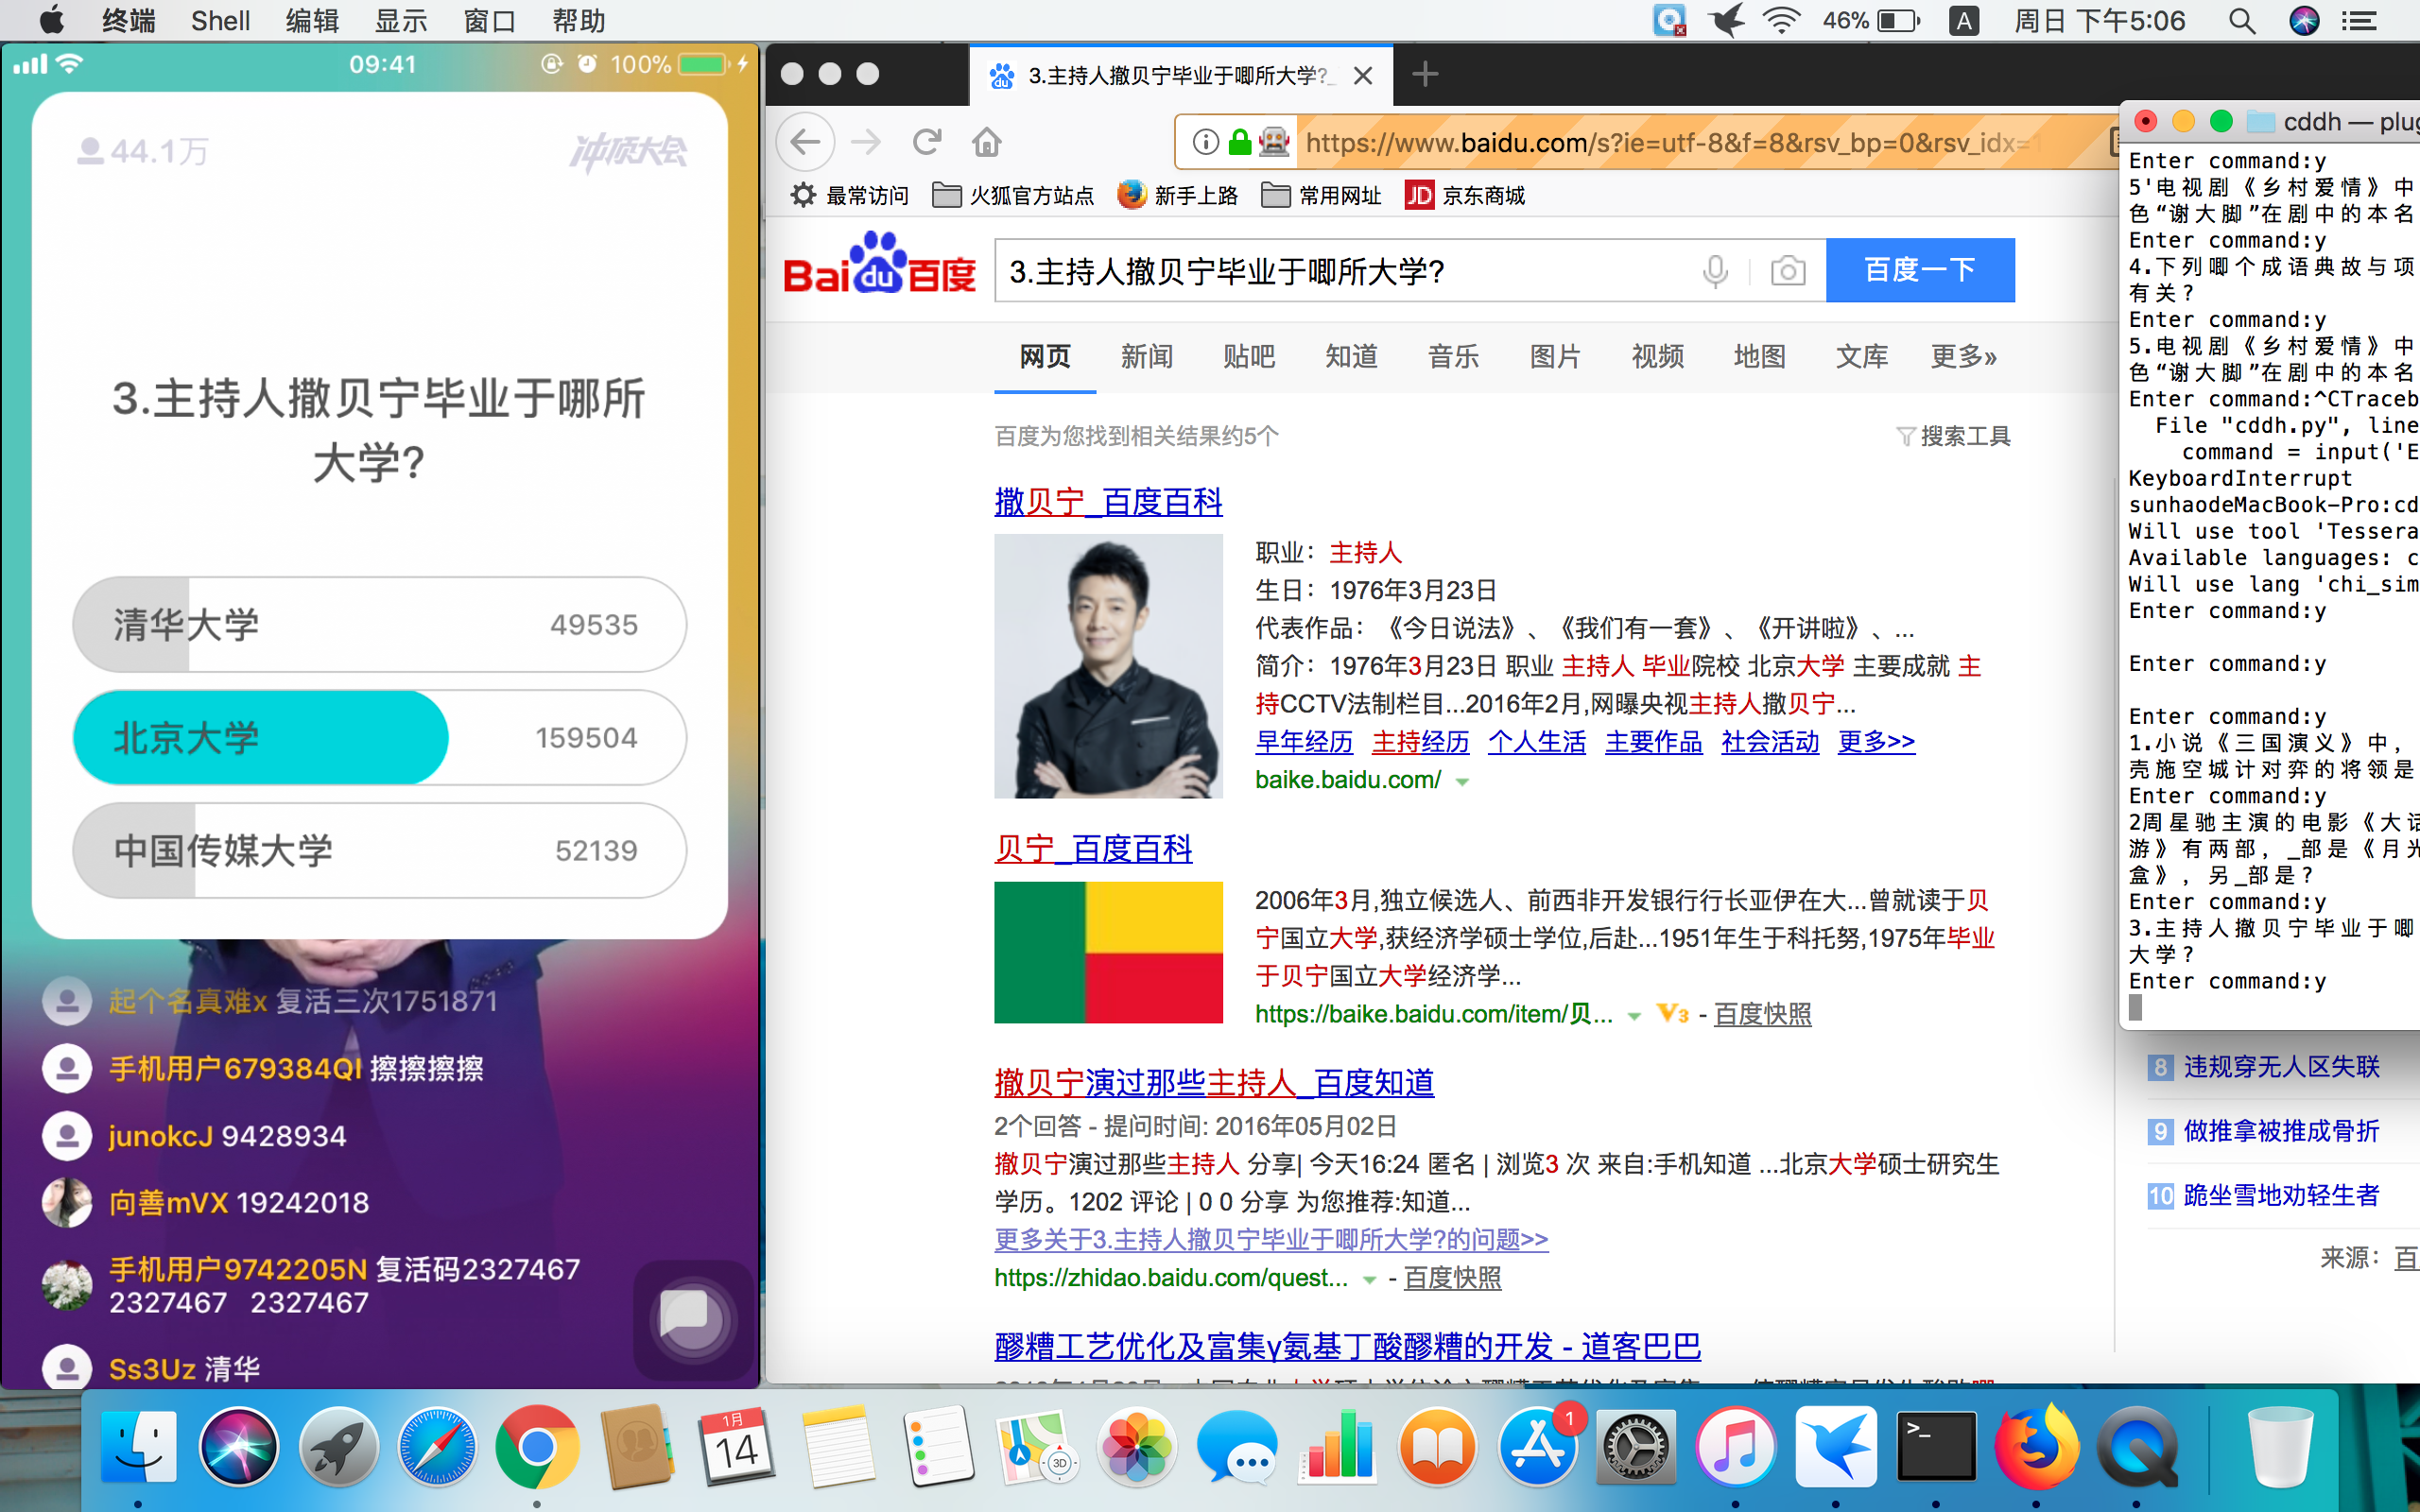 终端 Shell 编辑 显示 窗口 帮助 46% A 周日 下午5:06
09:41 100%
44.1万 冲顶大会
3.主持人撒贝宁毕业于哪所
大学?
清华大学 49535
北京大学 159504
中国传媒大学 52139
起个名真难x 复活三次1751871
手机用户679384QI 擦擦擦擦
junokcJ 9428934
向善mVX 19242018
手机用户9742205N 复活码2327467
2327467 2327467
Ss3Uz 清华
3.主持人撤贝宁毕业于唧所大学?_
https://www.baidu.com/s?ie=utf-8&f=8&rsv_bp=0&rsv_idx=1
最常访问 火狐官方站点 新手上路 常用网址 JD 京东商城
Bai du 百度 3.主持人撤贝宁毕业于唧所大学? 百度一下
网页 新闻 贴吧 知道 音乐 图片 视频 地图 文库 更多»
百度为您找到相关结果约5个 搜索工具
撒贝宁_百度百科
职业：主持人
生日：1976年3月23日
代表作品：《今日说法》、《我们有一套》、《开讲啦》、...
简介：1976年3月23日 职业 主持人 毕业院校 北京大学 主要成就 主
持CCTV法制栏目...2016年2月,网曝央视主持人撒贝宁...
早年经历 主持经历 个人生活 主要作品 社会活动 更多>>
baike.baidu.com/
贝宁_百度百科
2006年3月,独立候选人、前西非开发银行行长亚伊在大...曾就读于贝
宁国立大学,获经济学硕士学位,后赴...1951年生于科托努,1975年毕业
于贝宁国立大学经济学...
https://baike.baidu.com/item/贝... V3 - 百度快照
撤贝宁演过那些主持人_百度知道
2个回答 - 提问时间: 2016年05月02日
撤贝宁演过那些主持人 分享| 今天16:24 匿名 | 浏览3 次 来自:手机知道 ...北京大学硕士研究生
学历。1202 评论 | 0 0 分享 为您推荐:知道...
更多关于3.主持人撤贝宁毕业于唧所大学?的问题>>
https://zhidao.baidu.com/quest... - 百度快照
醪糟工艺优化及富集γ氨基丁酸醪糟的开发 - 道客巴巴
cddh — plug
Enter command:y
5'电视剧《乡村爱情》中
色“谢大脚”在剧中的本名
Enter command:y
4.下列唧个成语典故与项
有关?
Enter command:y
5.电视剧《乡村爱情》中
色“谢大脚”在剧中的本名
Enter command:^CTraceb
File "cddh.py", line
command = input('E
KeyboardInterrupt
sunhaodeMacBook-Pro:cd
Will use tool 'Tessera
Available languages: c
Will use lang 'chi_sim
Enter command:y
Enter command:y
Enter command:y
1.小说《三国演义》中,
壳施空城计对弈的将领是
Enter command:y
2周星驰主演的电影《大话
游》有两部, _部是《月光
盒》, 另_部是?
Enter command:y
3.主持人撤贝宁毕业于唧
大学?
Enter command:y
8 违规穿无人区失联
9 做推拿被推成骨折
10 跪坐雪地劝轻生者
来源：百
1月
14
3D
1
>_